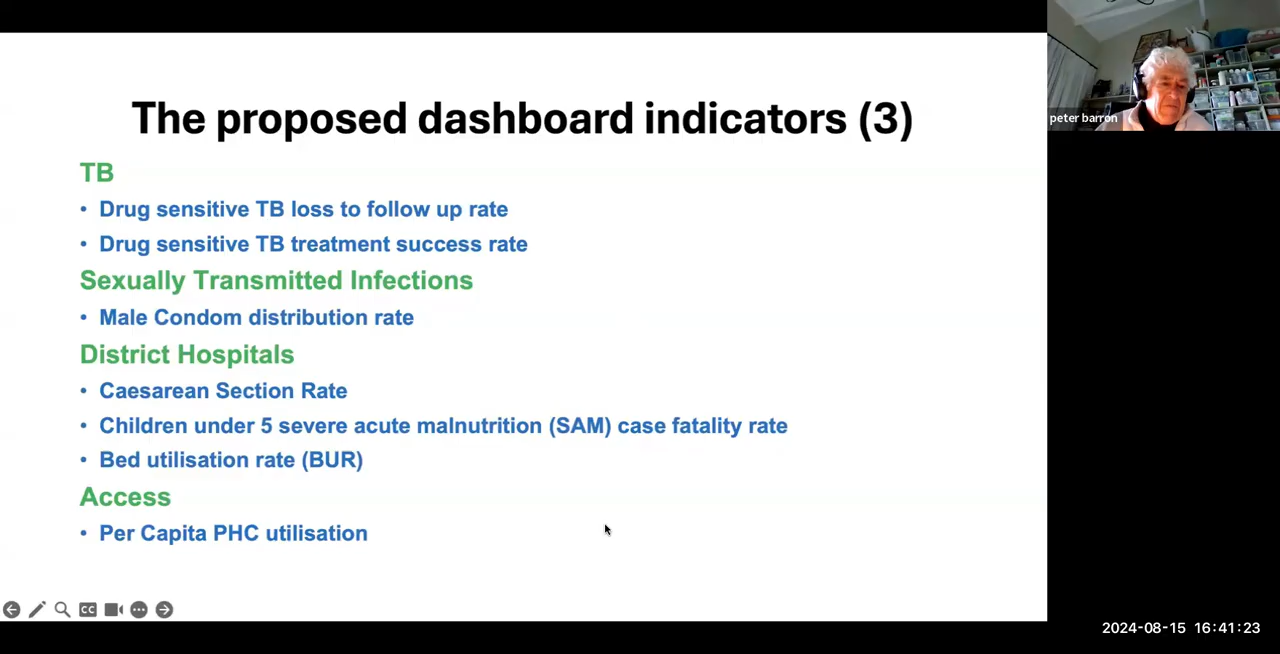 The proposed dashboard indicators (3)
TB
• Drug sensitive TB loss to follow up rate
• Drug sensitive TB treatment success rate
Sexually Transmitted Infections
• Male Condom distribution rate
District Hospitals
• Caesarean Section Rate
• Children under 5 severe acute malnutrition (SAM) case fatality rate
• Bed utilisation rate (BUR)
Access
• Per Capita PHC utilisation
peter barron
CC
2024-08-15 16:41:23